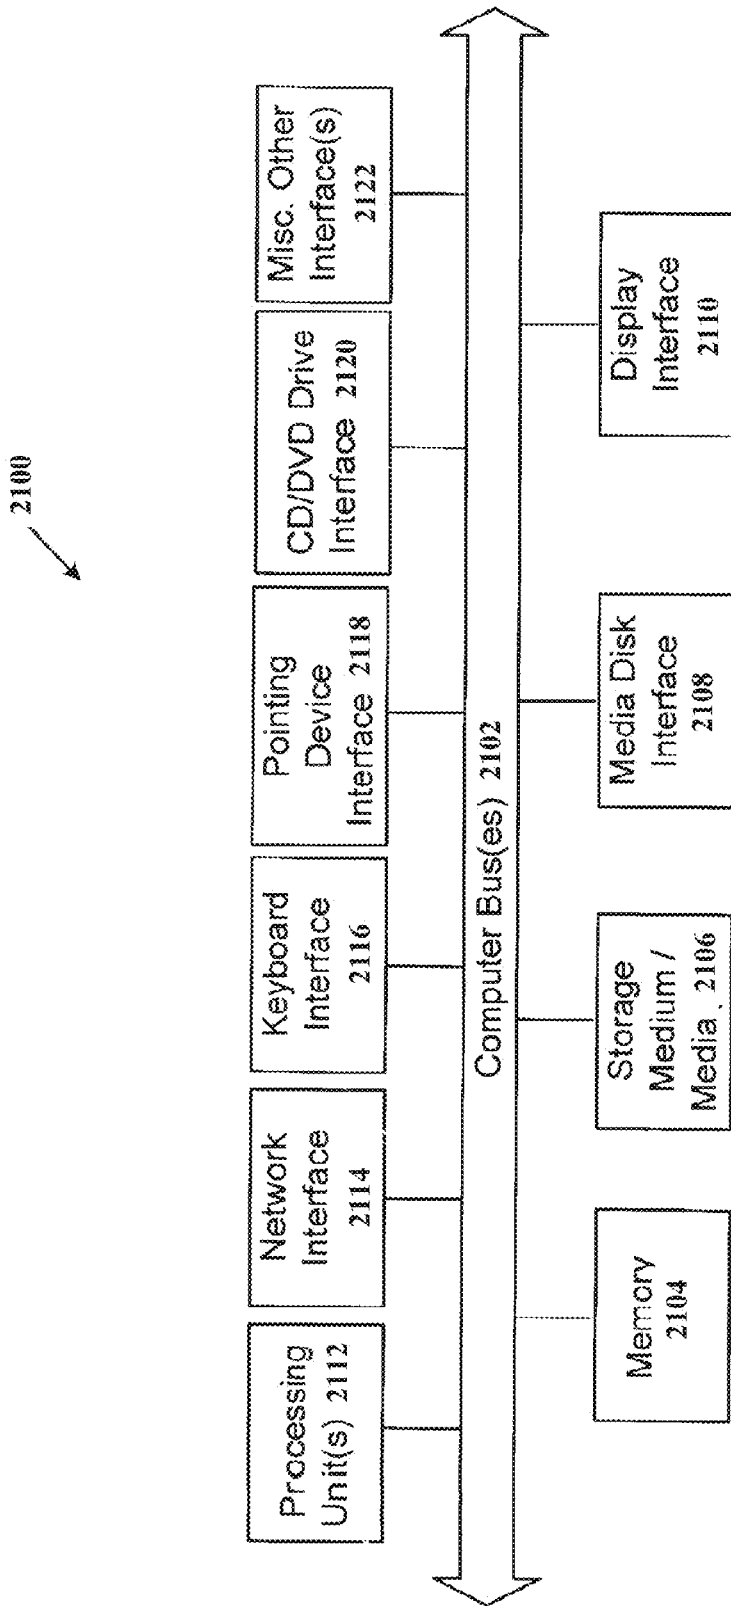 2100
Processing
Unit(s) 2112
Network
Interface
2114
Keyboard
Interface
2116
Pointing
Device
Interface 2118
CD/DVD Drive
Interface 2120
Misc. Other
Interface(s)
2122
Computer Bus(es) 2102
Memory
2104
Storage
Medium /
Media 2106
Media Disk
Interface
2108
Display
Interface
2110